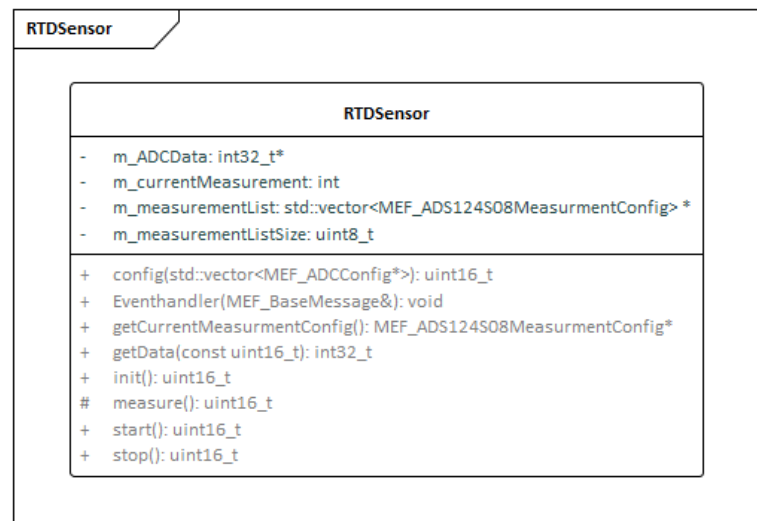 RTDSensor
RTDSensor
- m_ADCData: int32_t*
- m_currentMeasurement: int
- m_measurementList: std::vector<MEF_ADS124S08MeasurmentConfig> *
- m_measurementListSize: uint8_t
+ config(std::vector<MEF_ADCConfig*>): uint16_t
+ Eventhandler(MEF_BaseMessage&): void
+ getCurrentMeasurmentConfig(): MEF_ADS124S08MeasurmentConfig*
+ getData(const uint16_t): int32_t
+ init(): uint16_t
# measure(): uint16_t
+ start(): uint16_t
+ stop(): uint16_t